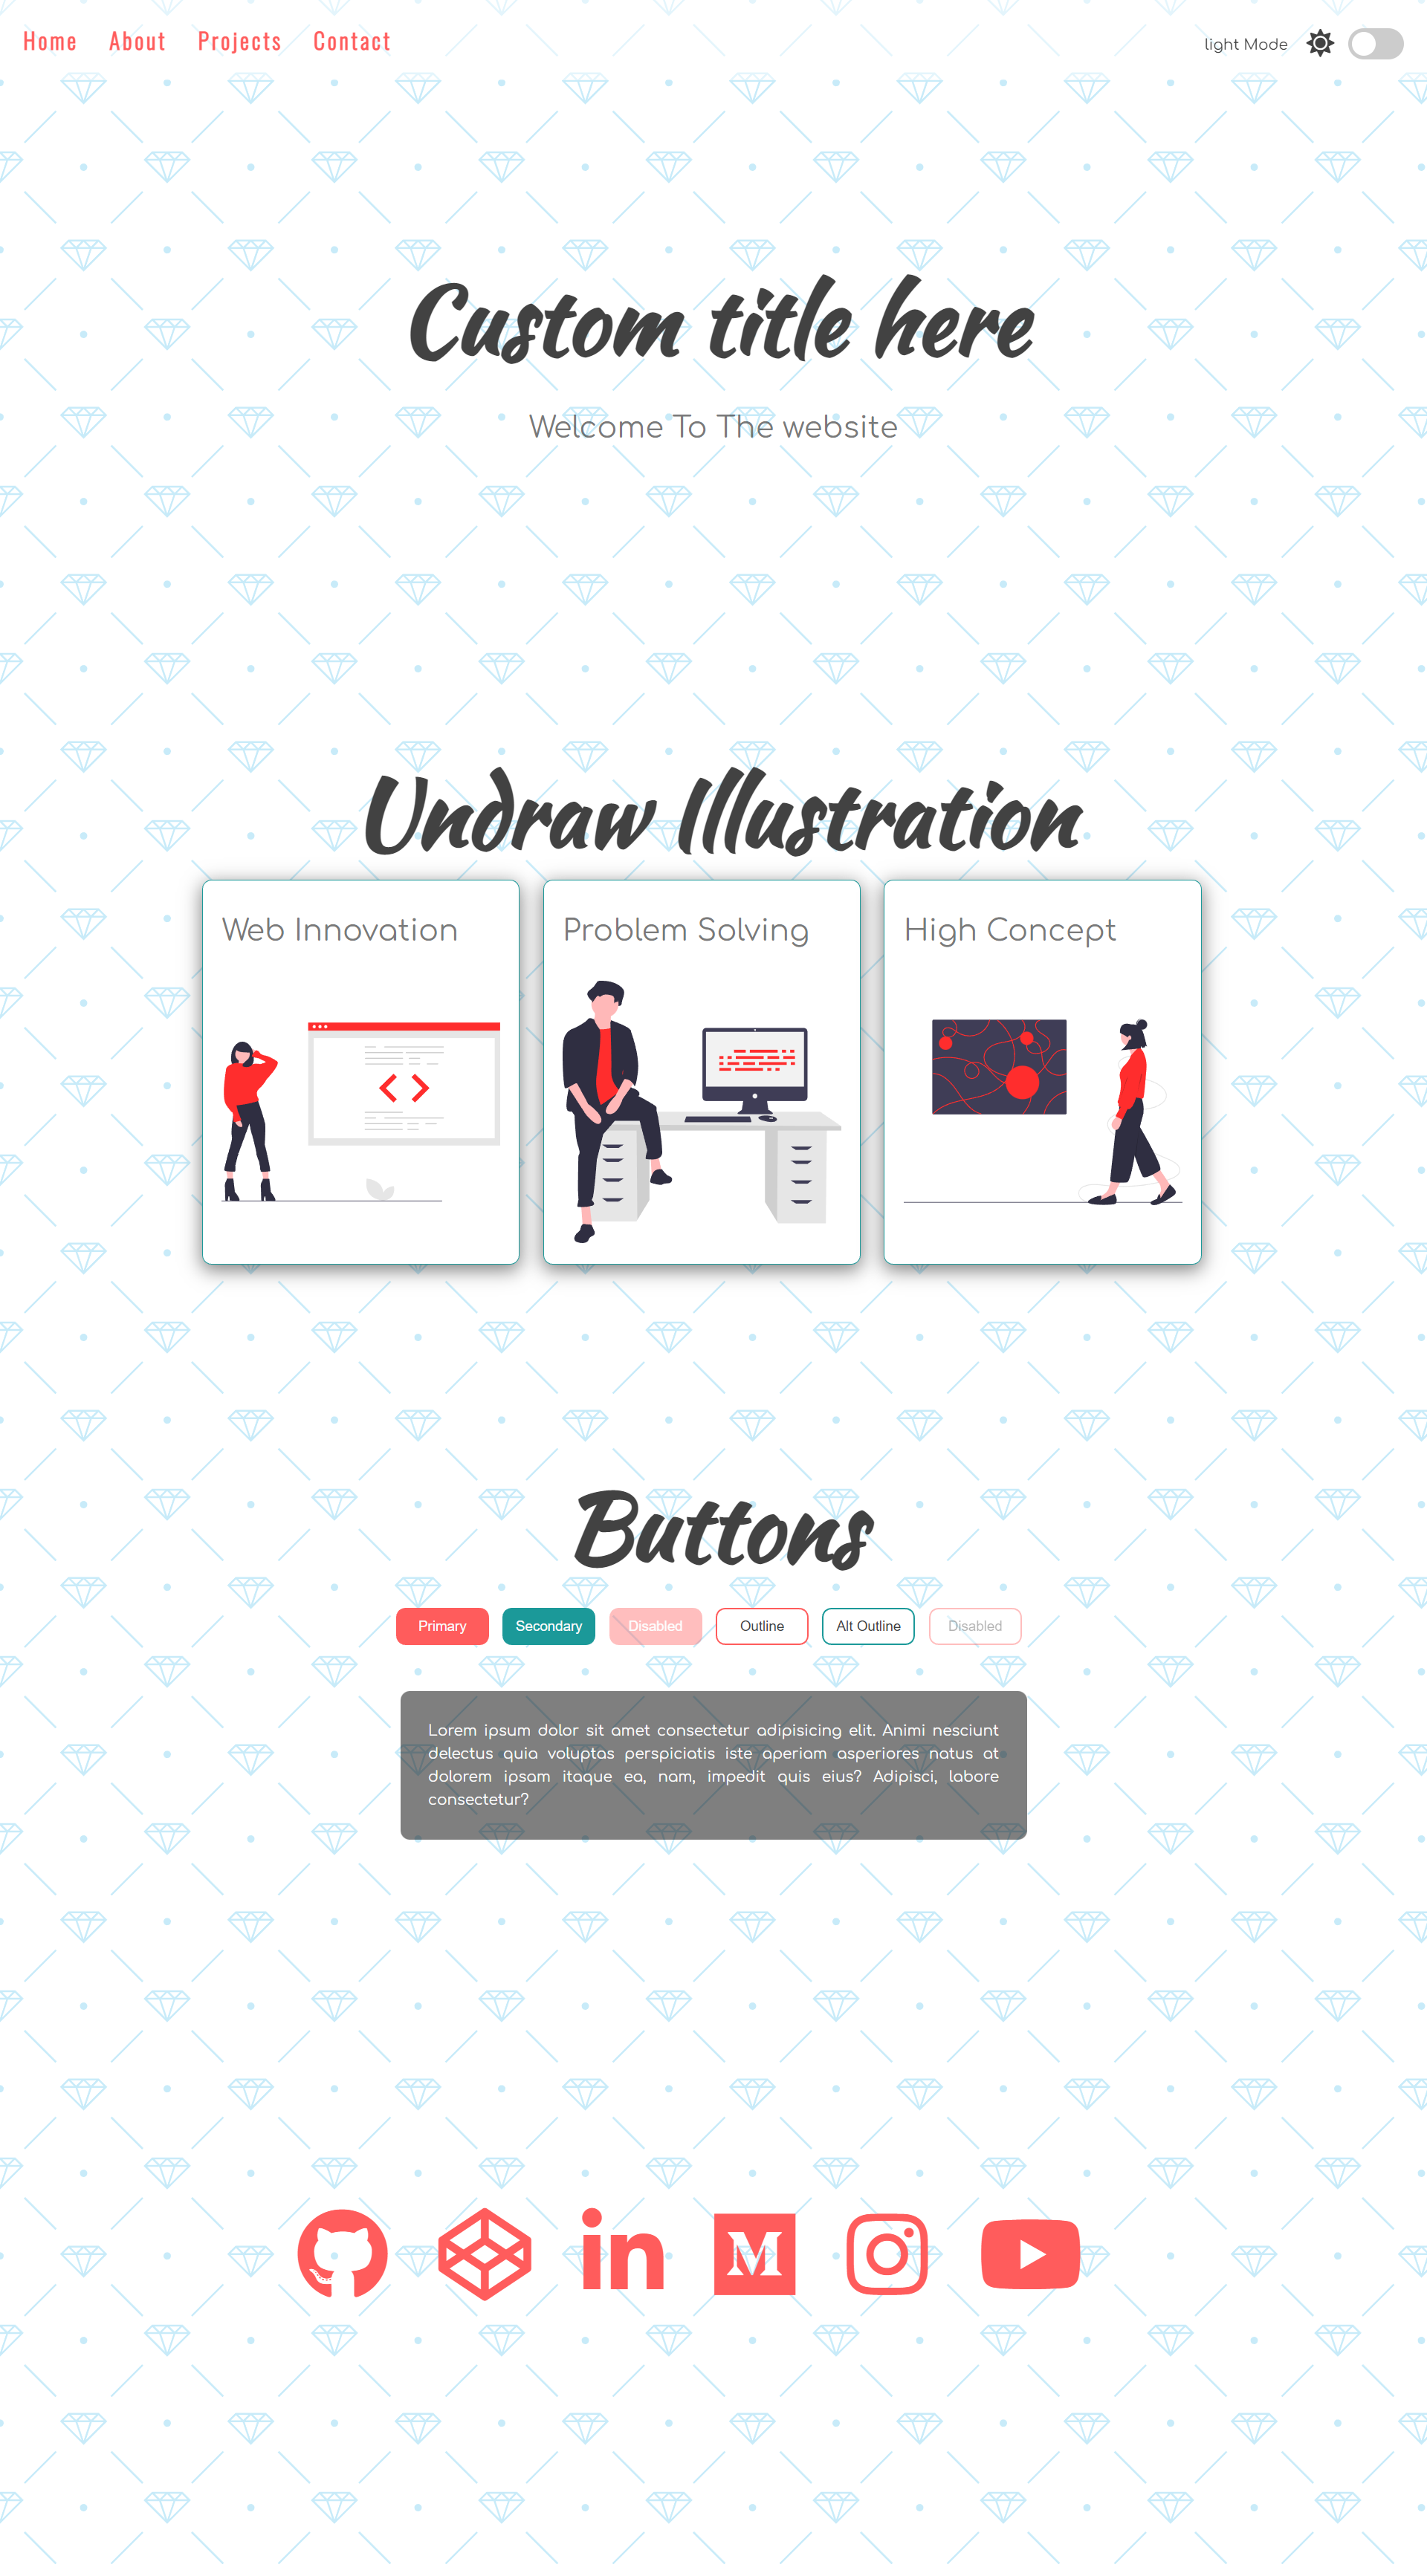 Home About Projects Contact light Mode
Custom title here
Welcome To The website
Undraw Illustration
Web Innovation
Problem Solving
High Concept
Buttons
Primary Secondary Disabled Outline Alt Outline Disabled
Lorem ipsum dolor sit amet consectetur adipisicing elit. Animi nesciunt
delectus quia voluptas perspiciatis iste aperiam asperiores natus at
dolorem ipsam itaque ea, nam, impedit quis eius? Adipisci, labore
consectetur?